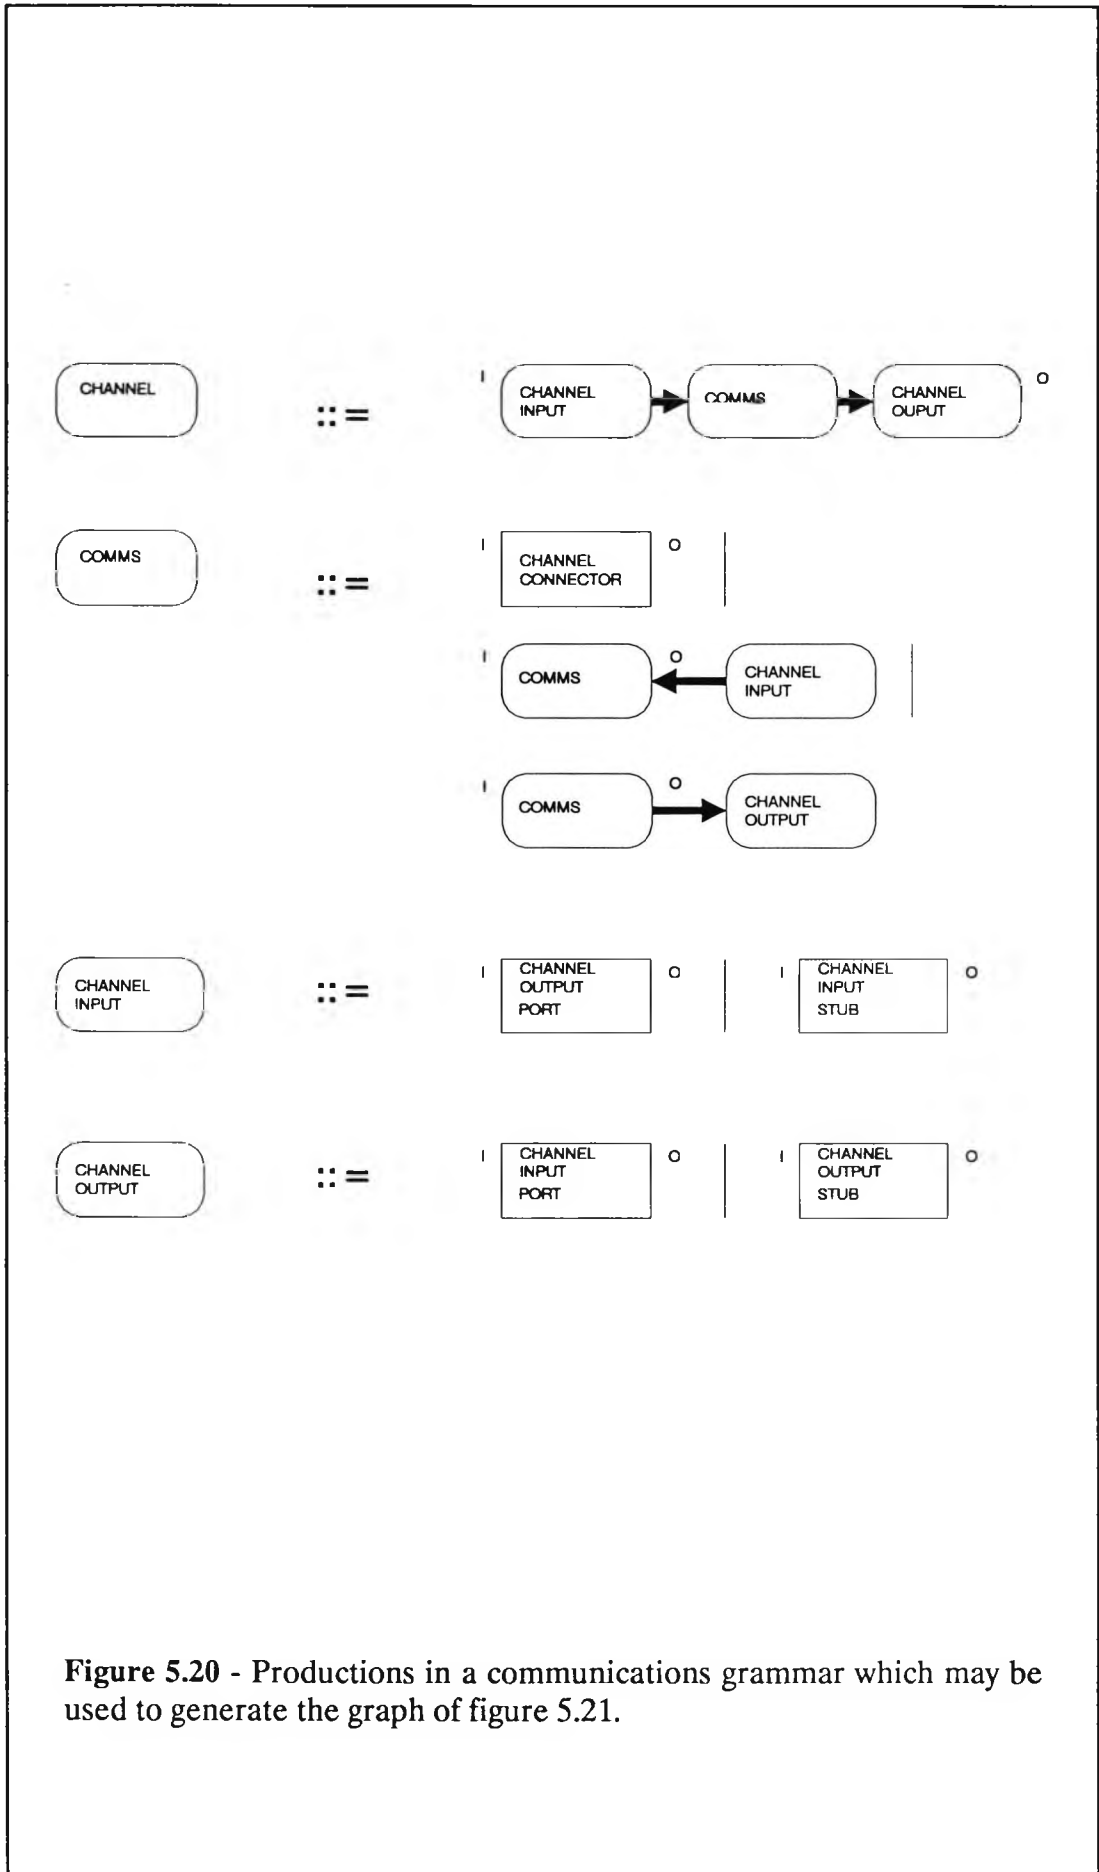 CHANNEL
::=
I
CHANNEL
INPUT
COMMS
CHANNEL
OUPUT
O
COMMS
::=
I
CHANNEL
CONNECTOR
O
|
I
COMMS
O
CHANNEL
INPUT
|
I
COMMS
O
CHANNEL
OUTPUT
CHANNEL
INPUT
::=
I
CHANNEL
OUTPUT
PORT
O
|
I
CHANNEL
INPUT
STUB
O
CHANNEL
OUTPUT
::=
I
CHANNEL
INPUT
PORT
O
|
I
CHANNEL
OUTPUT
STUB
O
Figure 5.20 - Productions in a communications grammar which may be
used to generate the graph of figure 5.21.